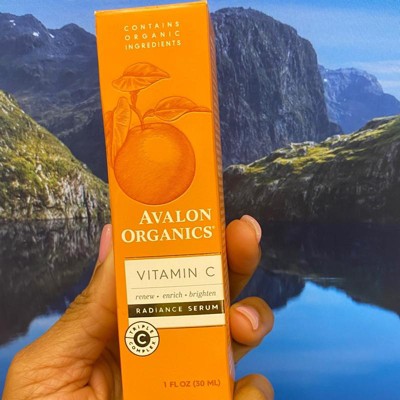 CONTAINS
ORGANIC
INGREDIENTS
AVALON
ORGANICS®
VITAMIN C
renew • enrich • brighten
RADIANCE SERUM
TRIPLE
C
COMPLEX
1 FL OZ (30 ML)